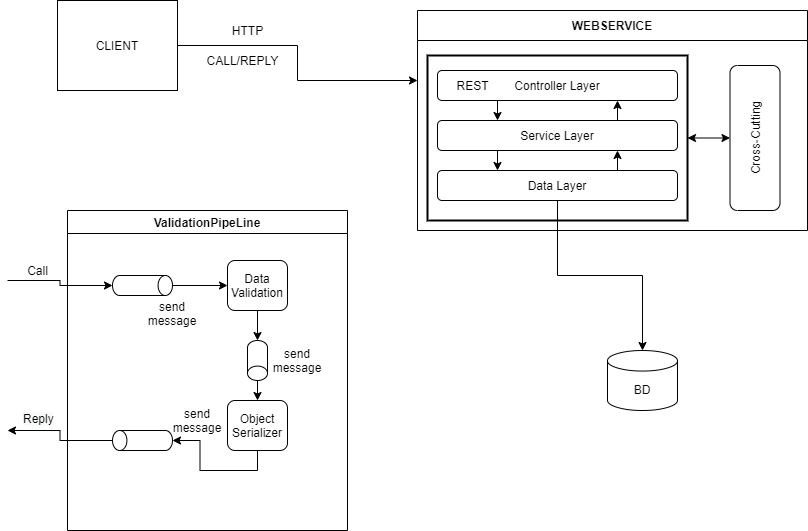 CLIENT
HTTP
CALL/REPLY
WEBSERVICE
REST Controller Layer
Service Layer
Data Layer
Cross-Cutting
BD
ValidationPipeLine
Call
send
message
Data
Validation
send
message
Object
Serializer
send
message
Reply